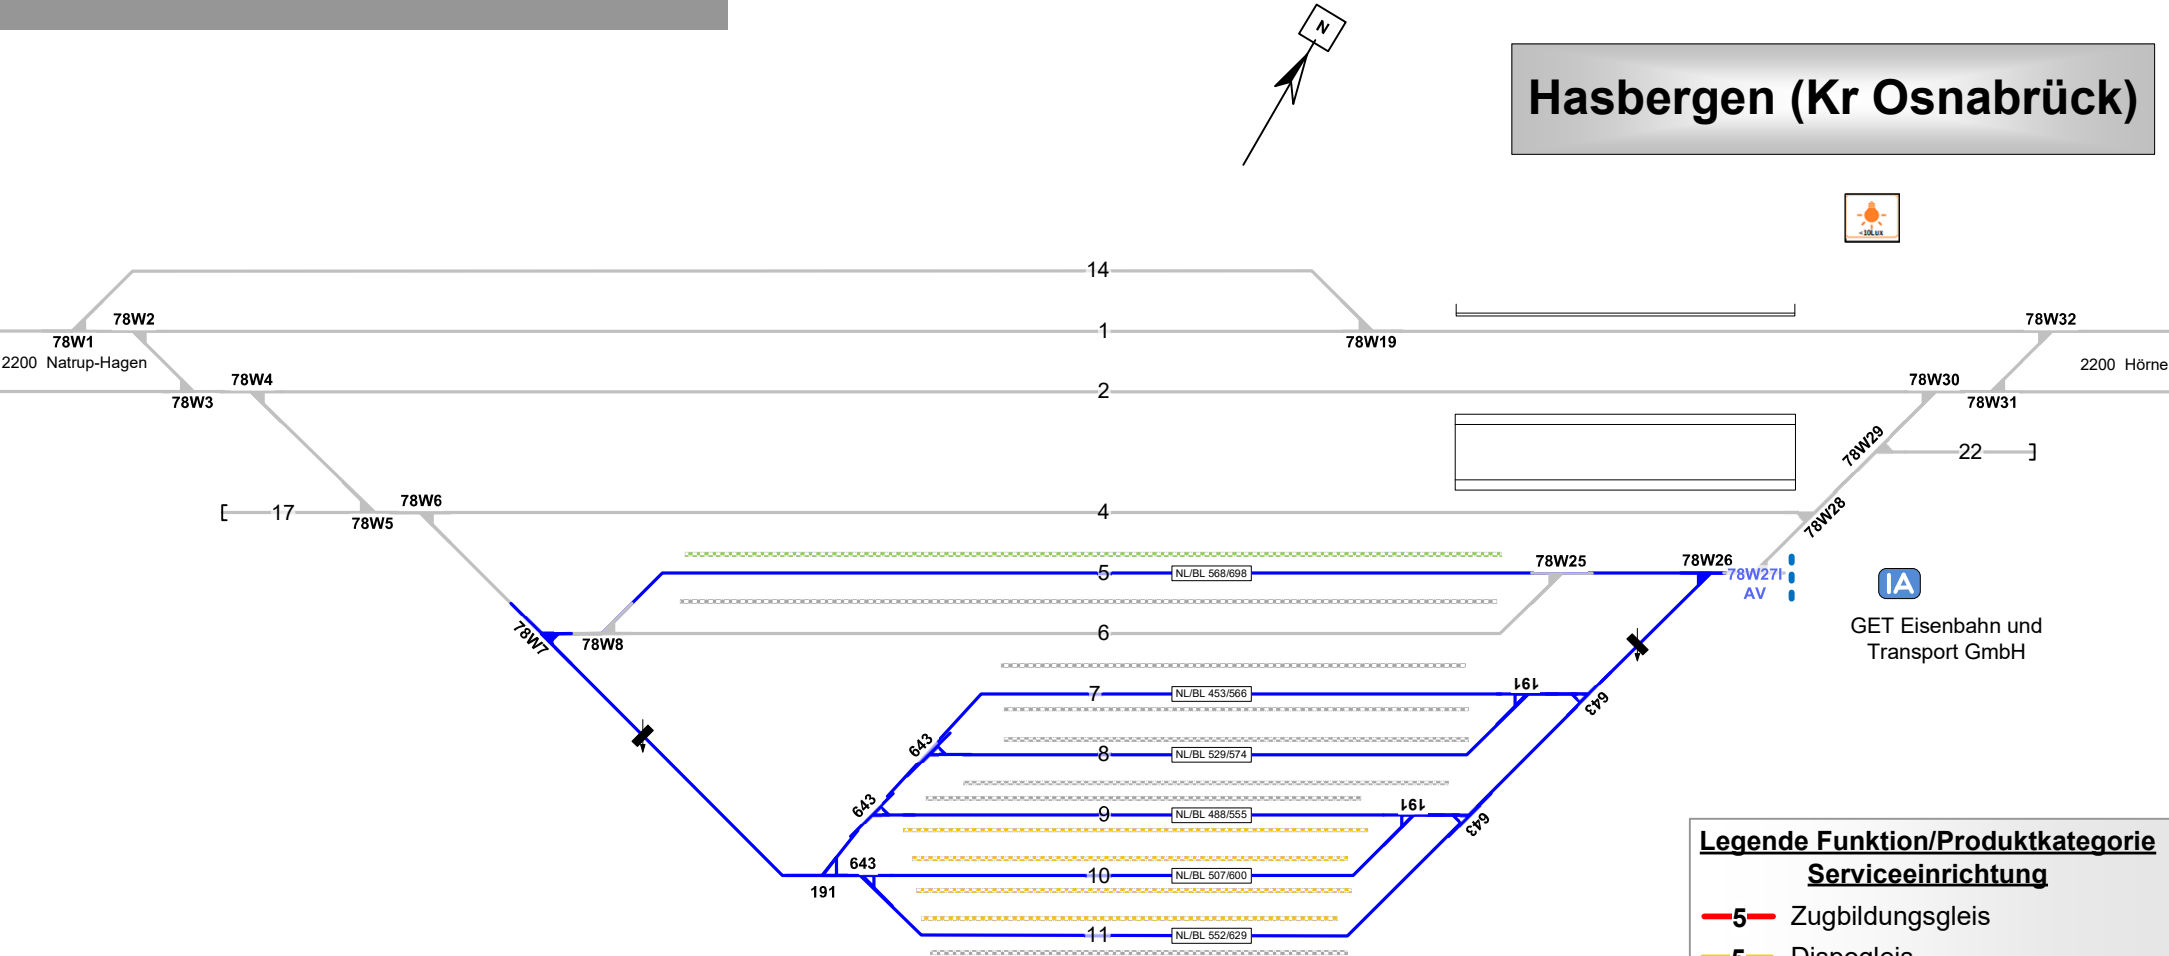 N
Hasbergen (Kr Osnabrück)
<10Lux
14
78W2
78W32
1
78W1
78W19
2200 Natrup-Hagen
2200 Hörne
78W4
78W30
2
78W3
78W31
78W29
22
78W6
17
4
78W5
78W28
78W25
78W26
5
NL/BL 568/698
78W27I
AV
IA
GET Eisenbahn und
Transport GmbH
78W7
78W8
6
7
NL/BL 453/566
191
643
643
8
NL/BL 529/574
643
9
NL/BL 488/555
191
643
643
10
NL/BL 507/600
191
11
NL/BL 552/629
Legende Funktion/Produktkategorie
Serviceeinrichtung
5 Zugbildungsgleis
5 Dispogleis